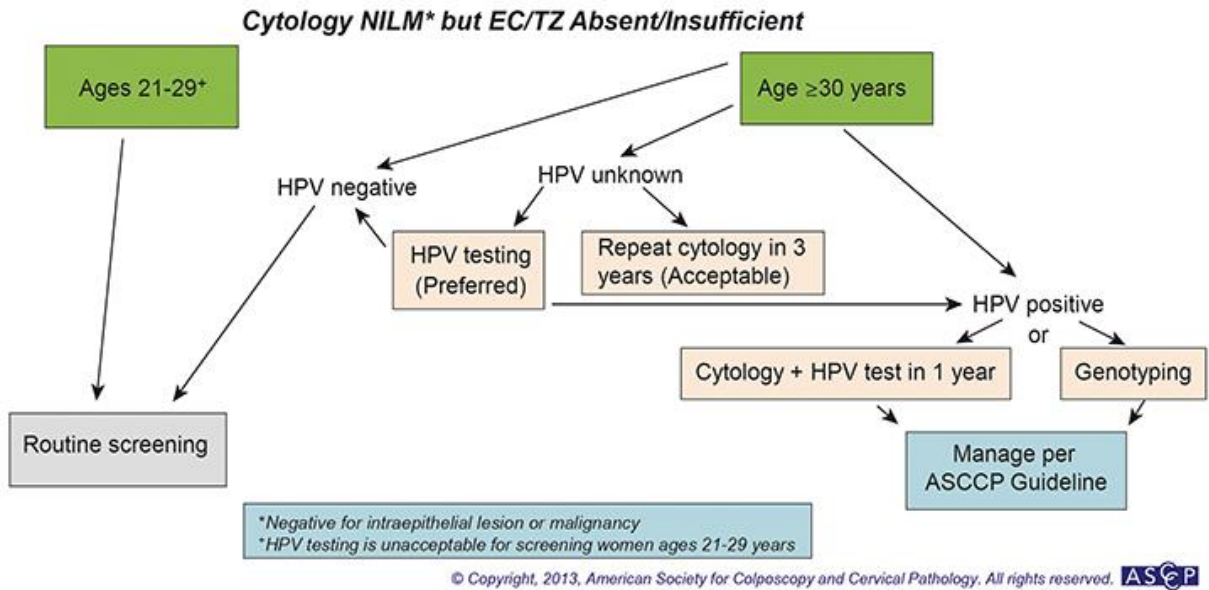 Cytology NILM* but EC/TZ Absent/Insufficient
Ages 21-29+
Age ≥30 years
HPV negative
HPV unknown
HPV testing
(Preferred)
Repeat cytology in 3
years (Acceptable)
HPV positive
or
Cytology + HPV test in 1 year
Genotyping
Routine screening
Manage per
ASCCP Guideline
*Negative for intraepithelial lesion or malignancy
+HPV testing is unacceptable for screening women ages 21-29 years
© Copyright, 2013, American Society for Colposcopy and Cervical Pathology. All rights reserved. ASCCP